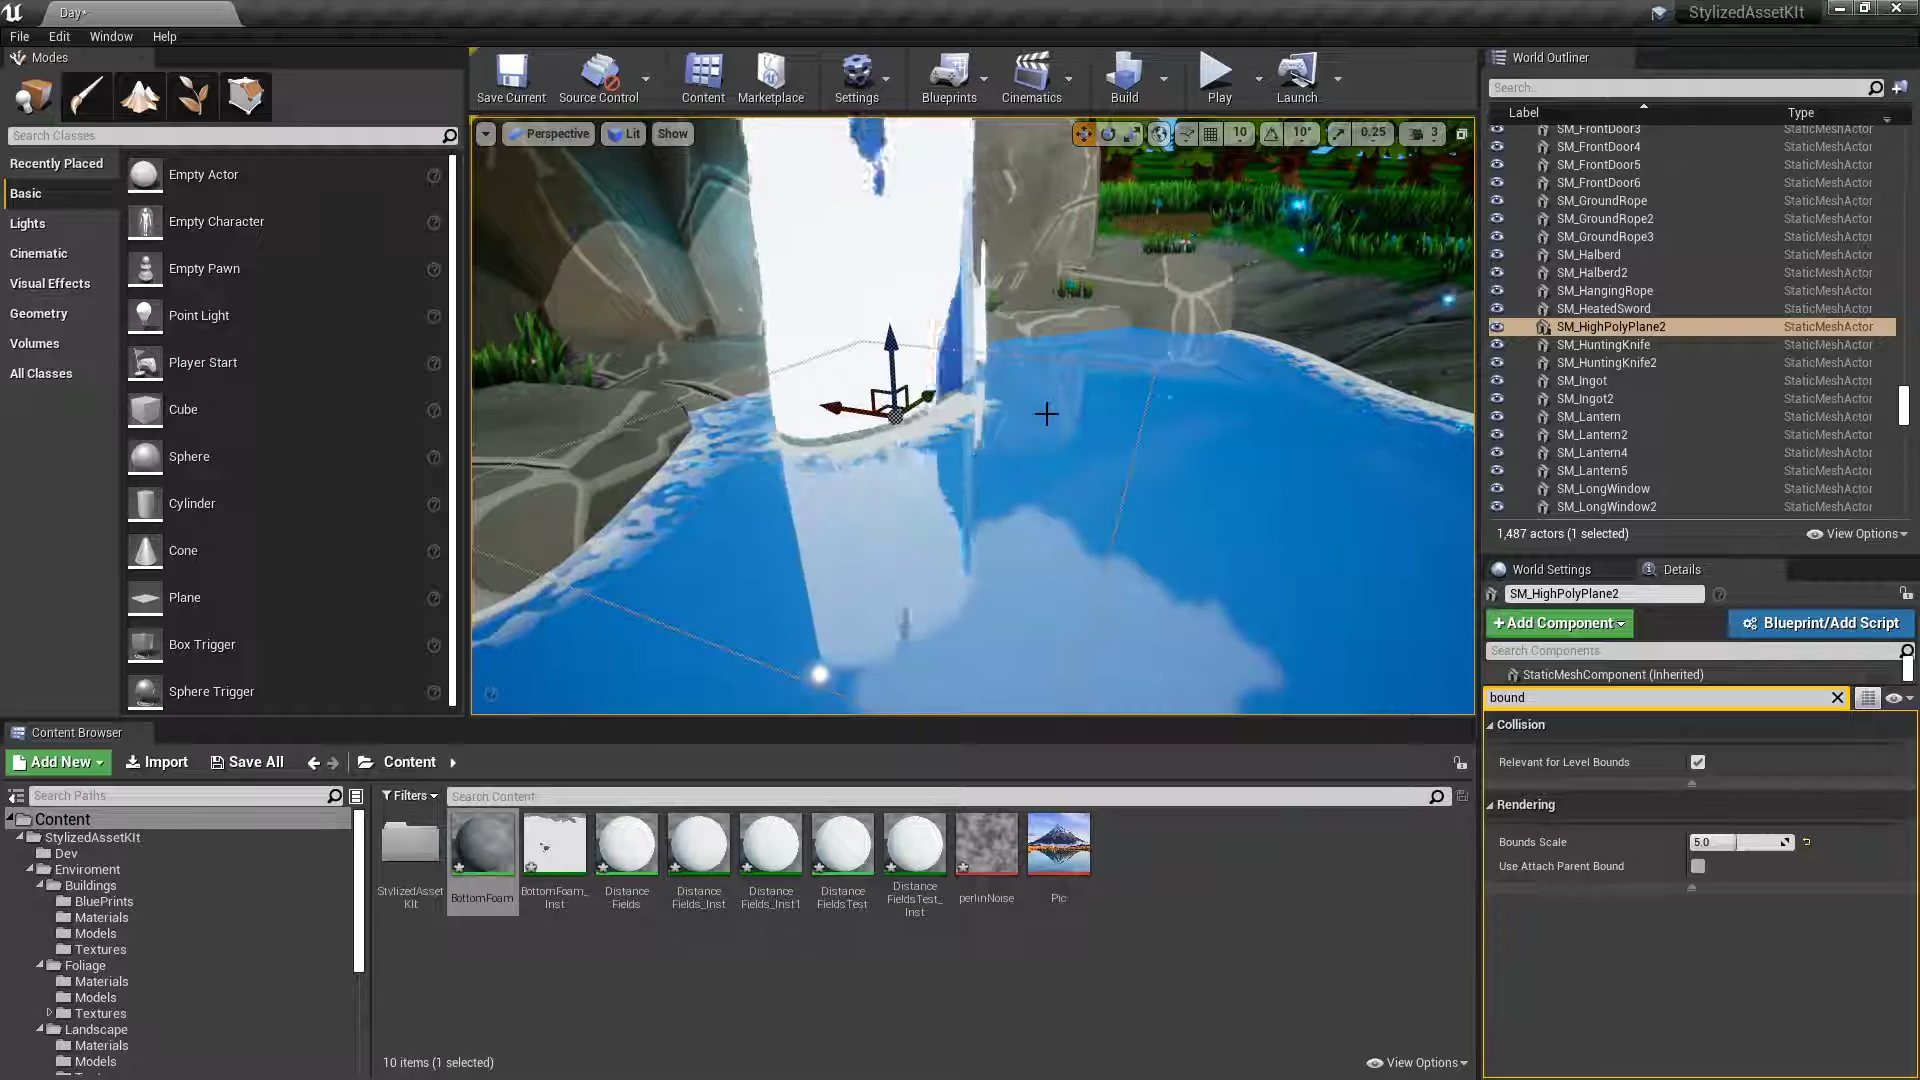 Day*
StylizedAssetKIt
File
Edit
Window
Help
Modes
Search Classes
Recently Placed
Basic
Lights
Cinematic
Visual Effects
Geometry
Volumes
All Classes
Empty Actor
Empty Character
Empty Pawn
Point Light
Player Start
Cube
Sphere
Cylinder
Cone
Plane
Box Trigger
Sphere Trigger
Save Current
Source Control
Content
Marketplace
Settings
Blueprints
Cinematics
Build
Play
Launch
Perspective
Lit
Show
10
10°
0.25
3
World Outliner
Search..
Label
Type
SM_FrontDoor3 StaticMeshActor
SM_FrontDoor4 StaticMeshActor
SM_FrontDoor5 StaticMeshActor
SM_FrontDoor6 StaticMeshActor
SM_GroundRope StaticMeshActor
SM_GroundRope2 StaticMeshActor
SM_GroundRope3 StaticMeshActor
SM_Halberd StaticMeshActor
SM_Halberd2 StaticMeshActor
SM_HangingRope StaticMeshActor
SM_HeatedSword StaticMeshActor
SM_HighPolyPlane2 StaticMeshActor
SM_HuntingKnife StaticMeshActor
SM_HuntingKnife2 StaticMeshActor
SM_Ingot StaticMeshActor
SM_Ingot2 StaticMeshActor
SM_Lantern StaticMeshActor
SM_Lantern2 StaticMeshActor
SM_Lantern4 StaticMeshActor
SM_Lantern5 StaticMeshActor
SM_LongWindow StaticMeshActor
SM_LongWindow2 StaticMeshActor
1,487 actors (1 selected)
View Options
World Settings
Details
SM_HighPolyPlane2
+Add Component
Blueprint/Add Script
Search Components
StaticMeshComponent (Inherited)
bound
Collision
Relevant for Level Bounds
Rendering
Bounds Scale
5.0
Use Attach Parent Bound
Content Browser
Add New
Import
Save All
Content
Search Paths
Filters
Search Content
Content
StylizedAssetKIt
Dev
Enviroment
Buildings
BluePrints
Materials
Models
Textures
Foliage
Materials
Models
Textures
Landscape
Materials
Models
StylizedAsset
KIt
BottomFoam
BottomFoam_
Inst
Distance
Fields
Distance
Fields_Inst
Distance
Fields_Inst1
Distance
FieldsTest
Distance
FieldsTest_
Inst
perlinNoise
Pic
10 items (1 selected)
View Options